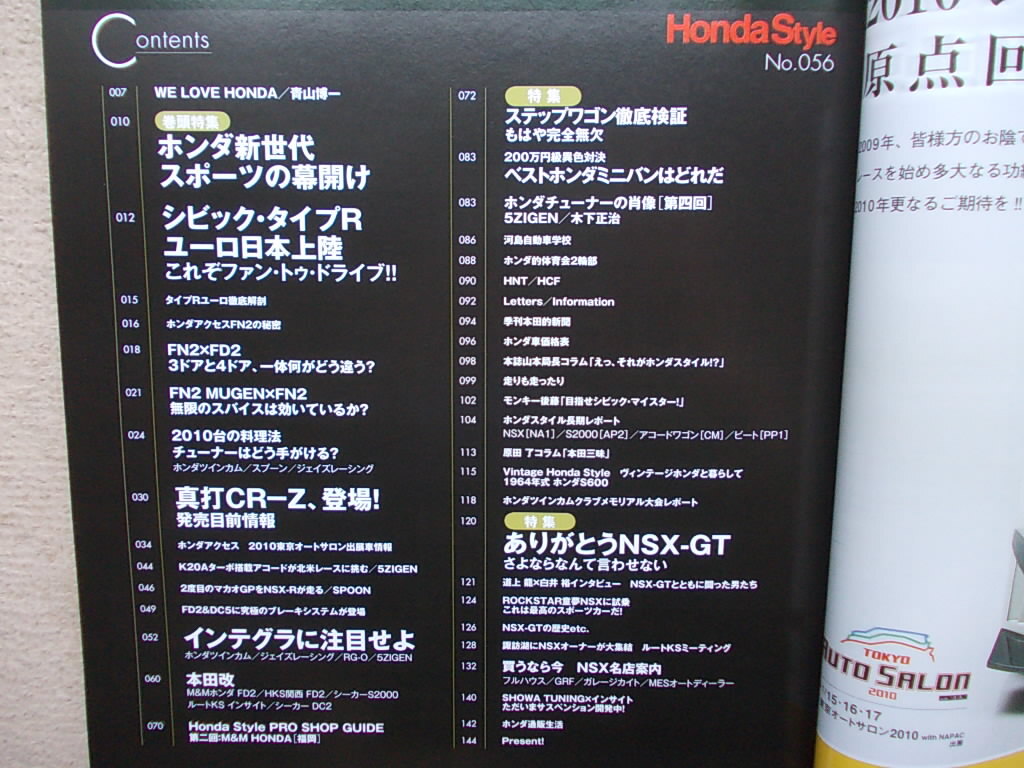 Contents
Honda Style
No.056
007 WE LOVE HONDA／青山博一
010 巻頭特集
ホンダ新世代
スポーツの幕開け
012 シビック・タイプR
ユーロ日本上陸
これぞファン・トゥ・ドライブ!!
015 タイプRユーロ徹底解剖
016 ホンダアクセスFN2の秘密
018 FN2×FD2
3ドアと4ドア、一体何がどう違う?
021 FN2 MUGEN×FN2
無限のスパイスは効いているか?
024 2010台の料理法
チューナーはどう手がける?
ホンダツインカム／スプーン／ジェイズレーシング
030 真打CR-Z、登場!
発売目前情報
034 ホンダアクセス 2010東京オートサロン出展車情報
044 K20Aターボ搭載アコードが北米レースに挑む／5ZIGEN
046 2度目のマカオGPをNSX-Rが走る／SPOON
049 FD2&DC5に究極のブレーキシステムが登場
052 インテグラに注目せよ
ホンダツインカム／ジェイズレーシング／RG-O／5ZIGEN
060 本田改
M&Mホンダ FD2／HKS関西 FD2／シーカーS2000
ルートKS インサイト／シーカー DC2
070 Honda Style PRO SHOP GUIDE
第二回:M&M HONDA[福岡]
072 特集
ステップワゴン徹底検証
もはや完全無欠
083 200万円級異色対決
ベストホンダミニバンはどれだ
083 ホンダチューナーの肖像[第四回]
5ZIGEN／木下正治
086 河島自動車学校
088 ホンダ的体育会2輪部
090 HNT／HCF
092 Letters／Information
094 季刊本田的新聞
096 ホンダ車価格表
098 本誌山本局長コラム「えっ、それがホンダスタイル!?」
099 走りも走ったり
102 モンキー後藤「目指せシビック・マイスター!」
104 ホンダスタイル長期レポート
NSX[NA1]／S2000[AP2]／アコードワゴン[CM]／ビート[PP1]
113 原田 了コラム「本田三昧」
115 Vintage Honda Style ヴィンテージホンダと暮らして
1964年式 ホンダS600
118 ホンダツインカムクラブメモリアル大会レポート
120 特集
ありがとうNSX-GT
さよならなんて言わせない
121 道上 龍×白井 裕インタビュー NSX-GTとともに闘った男たち
124 ROCKSTAR童夢NSXに試乗
これは最高のスポーツカーだ!
126 NSX-GTの歴史etc.
128 諏訪湖にNSXオーナーが大集結 ルートKSミーティング
132 買うなら今 NSX名店案内
フルハウス／GRF／ガレージカイト／MESオートディーラー
140 SHOWA TUNING×インサイト
ただいまサスペンション開発中!
142 ホンダ通販生活
144 Present!
2010
原点回
2009年、皆様方のお陰で
レースを始め多大なる功績
2010年更なるご期待を!!
TOKYO
AUTO SALON
2010
15・16・17
東京オートサロン2010 with NAPAC
出展